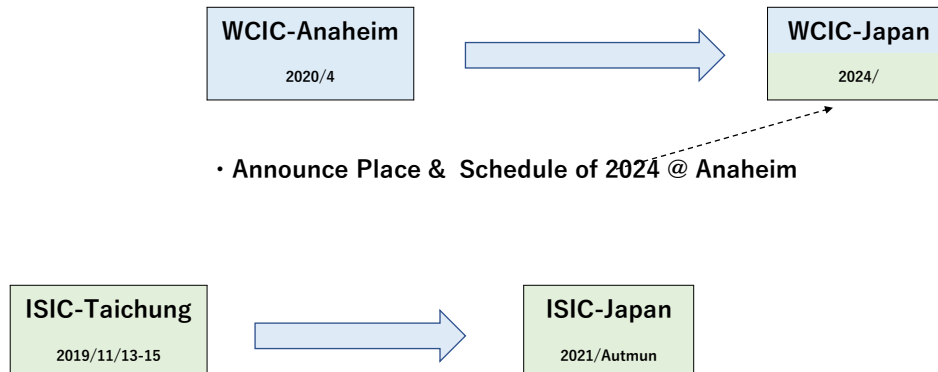 WCIC-Anaheim
2020/4
WCIC-Japan
2024/
・Announce Place & Schedule of 2024 @ Anaheim
ISIC-Taichung
2019/11/13-15
ISIC-Japan
2021/Autmun